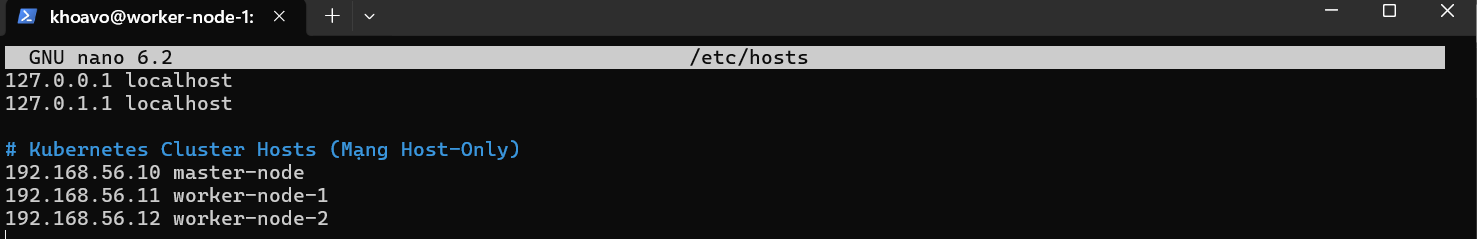 khoavo@worker-node-1:
GNU nano 6.2 /etc/hosts
127.0.0.1 localhost
127.0.1.1 localhost
# Kubernetes Cluster Hosts (Mạng Host-Only)
192.168.56.10 master-node
192.168.56.11 worker-node-1
192.168.56.12 worker-node-2